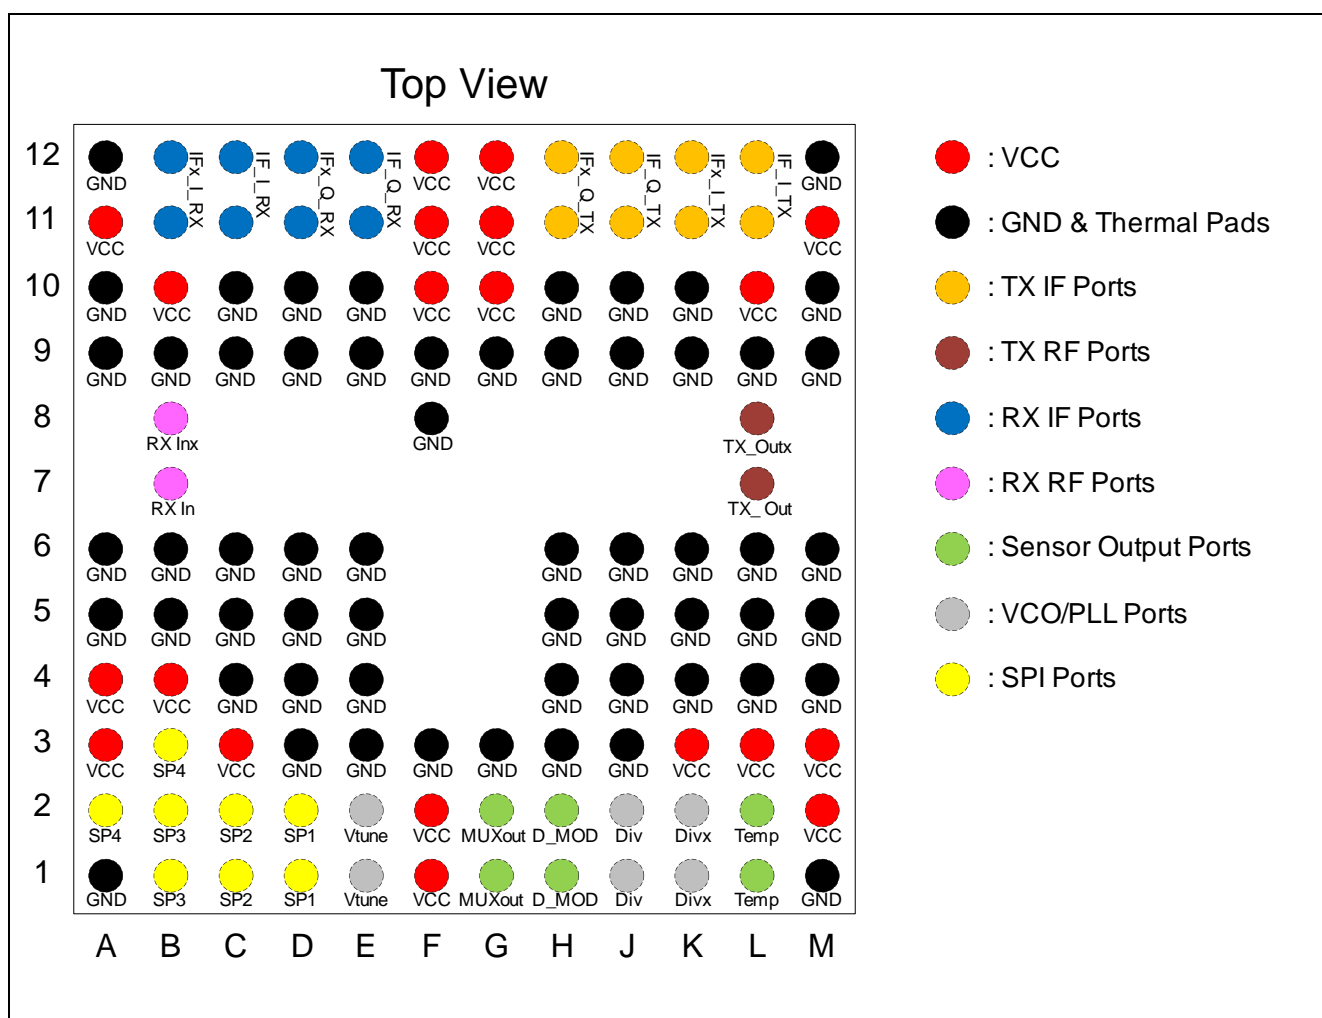 Top View
12
GND
IFx_I_RX
IF_I_RX
IFx_Q_RX
IF_Q_RX
VCC VCC
IFx_Q_TX
IF_Q_TX
IFx_I_TX
IF_I_TX
GND
11
VCC VCC VCC VCC
10
GND VCC GND GND GND VCC VCC GND GND GND VCC GND
9
GND GND GND GND GND GND GND GND GND GND GND GND
8
RX Inx GND TX_Outx
7
RX In TX_ Out
6
GND GND GND GND GND GND GND GND GND GND
5
GND GND GND GND GND GND GND GND GND GND
4
VCC VCC GND GND GND GND GND GND GND GND
3
VCC SP4 VCC GND GND GND GND GND GND VCC VCC VCC
2
SP4 SP3 SP2 SP1 Vtune VCC MUXout D_MOD Div Divx Temp VCC
1
GND SP3 SP2 SP1 Vtune VCC MUXout D_MOD Div Divx Temp GND
A B C D E F G H J K L M
: VCC
: GND & Thermal Pads
: TX IF Ports
: TX RF Ports
: RX IF Ports
: RX RF Ports
: Sensor Output Ports
: VCO/PLL Ports
: SPI Ports